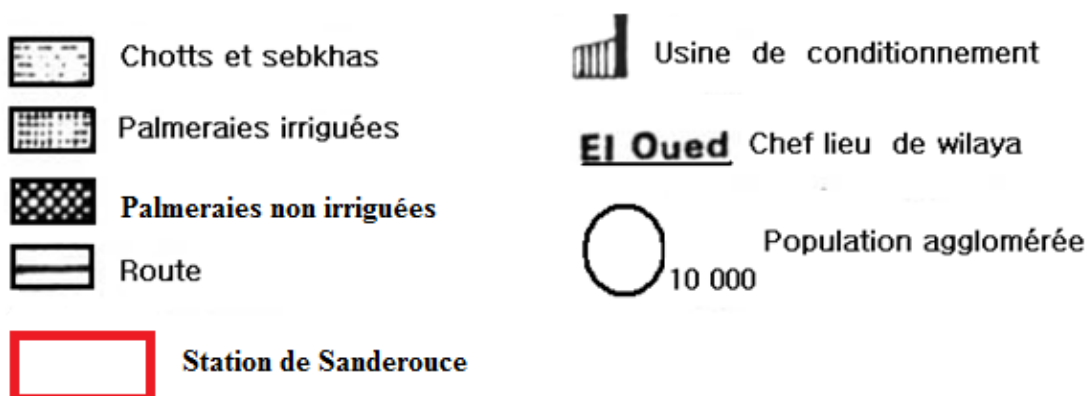 Chotts et sebkhas
Palmeraies irriguées
Palmeraies non irriguées
Route
Station de Sanderouce
Usine de conditionnement
El Oued Chef lieu de wilaya
Population agglomérée
10 000